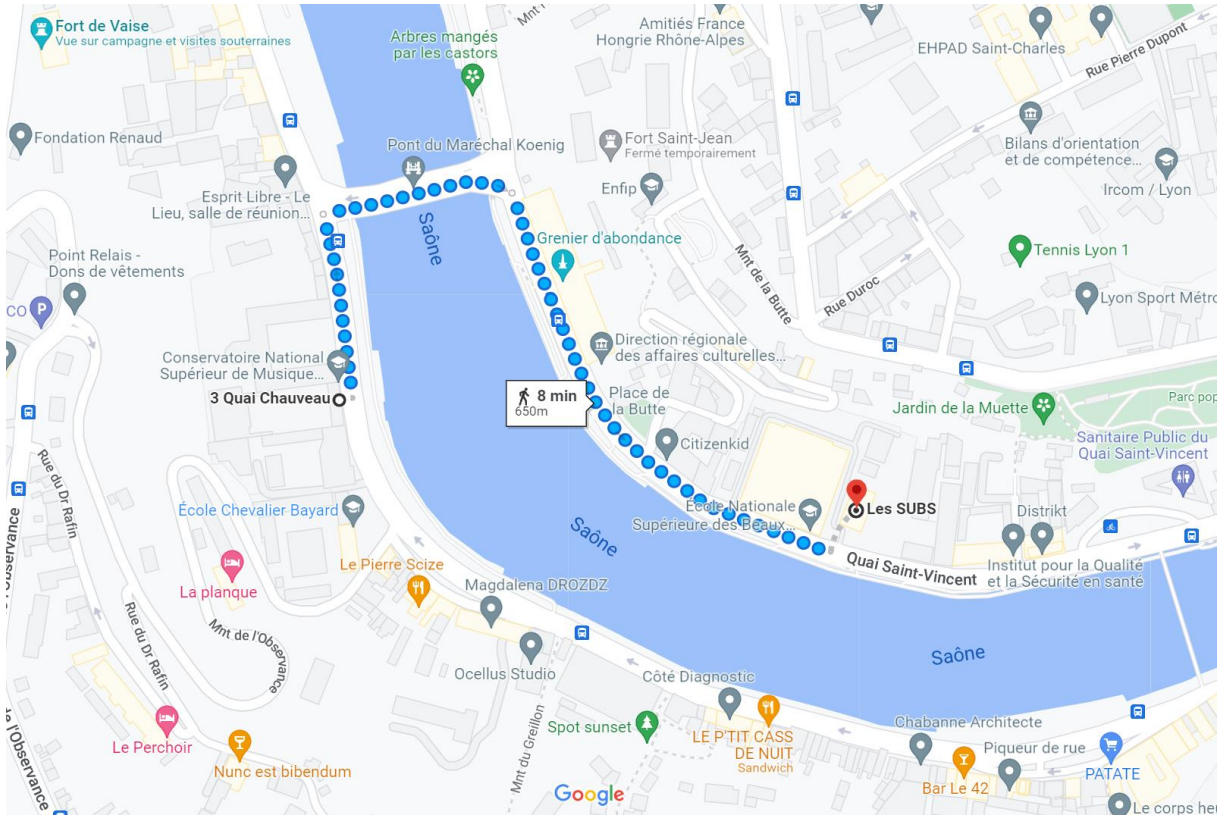 Fort de Vaise
Vue sur campagne et visites souterraines
Arbres mangés
par les castors
Mnt
Amitiés France
Hongrie Rhône-Alpes
EHPAD Saint-Charles
Rue Pierre Dupont
Fondation Renaud
Pont du Maréchal Koenig
Fort Saint-Jean
Fermé temporairement
Bilans d'orientation
et de compétence...
Esprit Libre - Le
Lieu, salle de réunion...
Enfip
Ircom / Lyon
Saône
Grenier d'abondance
Mnt de la Butte
Tennis Lyon 1
Point Relais -
Dons de vêtements
Rue Duroc
Lyon Sport Métro
CO
P
Direction régionale
des affaires culturelles...
Conservatoire National
Supérieur de Musique...
3 Quai Chauveau
8 min
650m
Place de
la Butte
Jardin de la Muette
Parc pop
Citizenkid
Sanitaire Public du
Quai Saint-Vincent
Rue du Dr Rafin
École Chevalier Bayard
École Nationale
Supérieure des Beaux...
Les SUBS
Distrikt
l'Observance
Saône
Quai Saint-Vincent
Institut pour la Qualité
et la Sécurité en santé
Le Pierre Scize
La planque
Magdalena DROZDZ
Mnt de l'Observance
Rue du Dr Rafin
Saône
Ocellus Studio
Côté Diagnostic
de l'Observance
Mnt du Greillon
Spot sunset
Le Perchoir
LE P'TIT CASS
DE NUIT
Sandwich
Chabanne Architecte
Piqueur de rue
Nunc est bibendum
PATATE
Bar Le 42
Google
Le corps heu